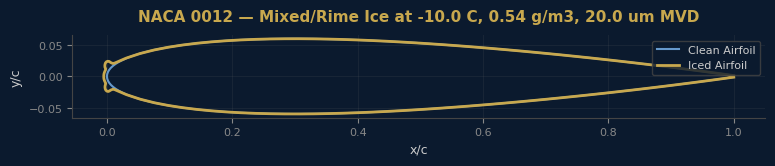 NACA 0012 — Mixed/Rime Ice at -10.0 C, 0.54 g/m3, 20.0 um MVD
Clean Airfoil
Iced Airfoil
y/c
0.05
0.00
−0.05
0.0 0.2 0.4 0.6 0.8 1.0
x/c